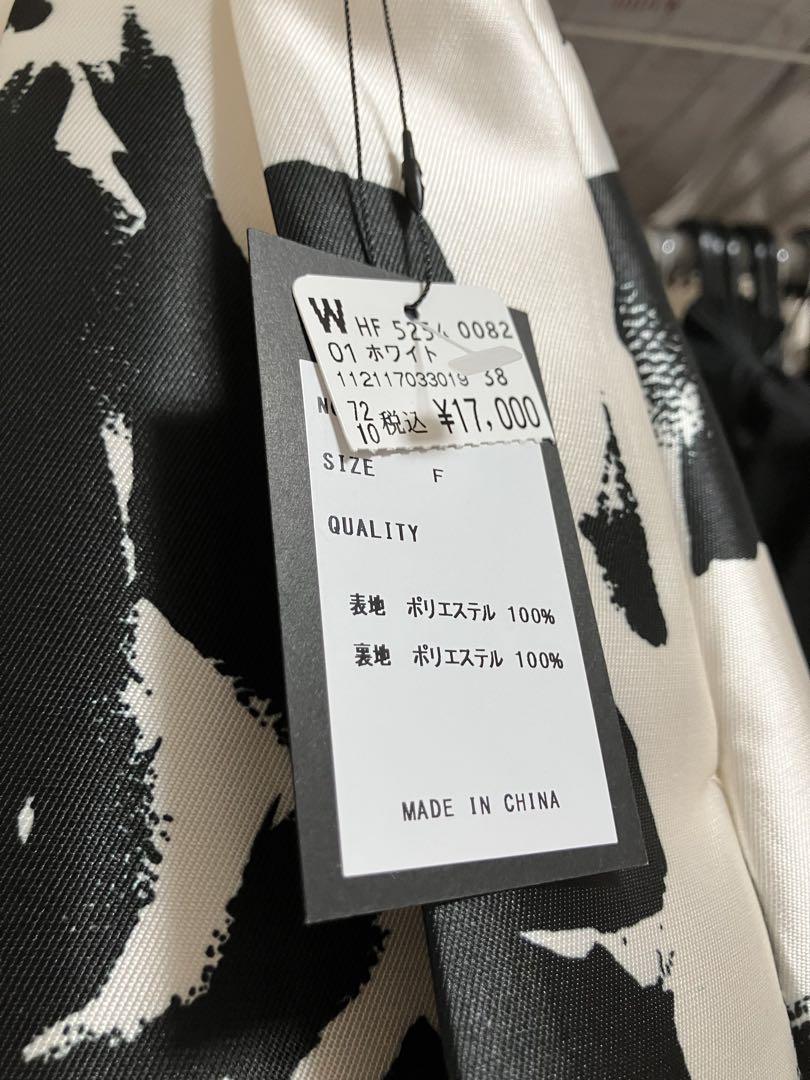 W HF 5254 0082
01 ホワイト
112117033019 38
72
10 税込 ¥17,000
SIZE F
QUALITY
表地 ポリエステル 100%
裏地 ポリエステル 100%
MADE IN CHINA